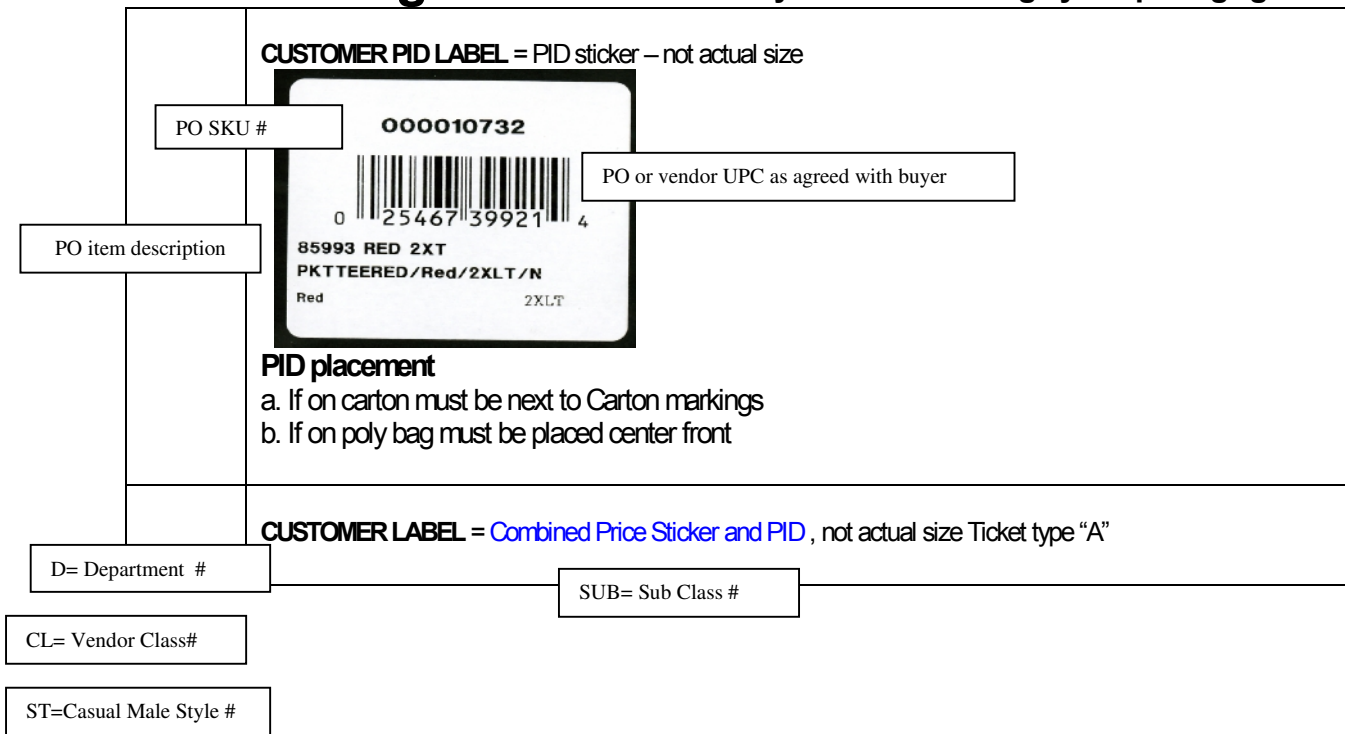 CUSTOMER PID LABEL = PID sticker – not actual size
PO SKU #
000010732
PO or vendor UPC as agreed with buyer
0 25467 39921 4
PO item description
85993 RED 2XT
PKTTEERED/Red/2XLT/N
Red 2XLT
PID placement
a. If on carton must be next to Carton markings
b. If on poly bag must be placed center front
CUSTOMER LABEL = Combined Price Sticker and PID , not actual size Ticket type “A”
D= Department #
SUB= Sub Class #
CL= Vendor Class#
ST=Casual Male Style #